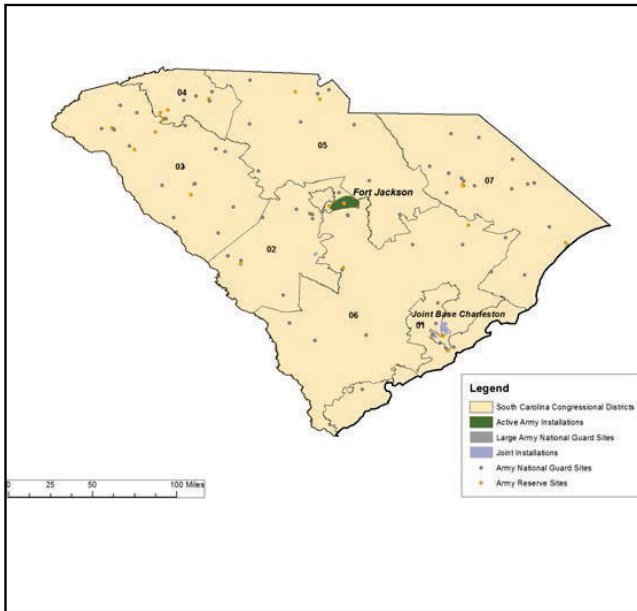 04
05
03
07
Fort Jackson
02
Joint Base Charleston
06
01
Legend
South Carolina Congressional Districts
Active Army Installations
Large Army National Guard Sites
Joint Installations
Army National Guard Sites
Army Reserve Sites
0 25 50 100 Miles